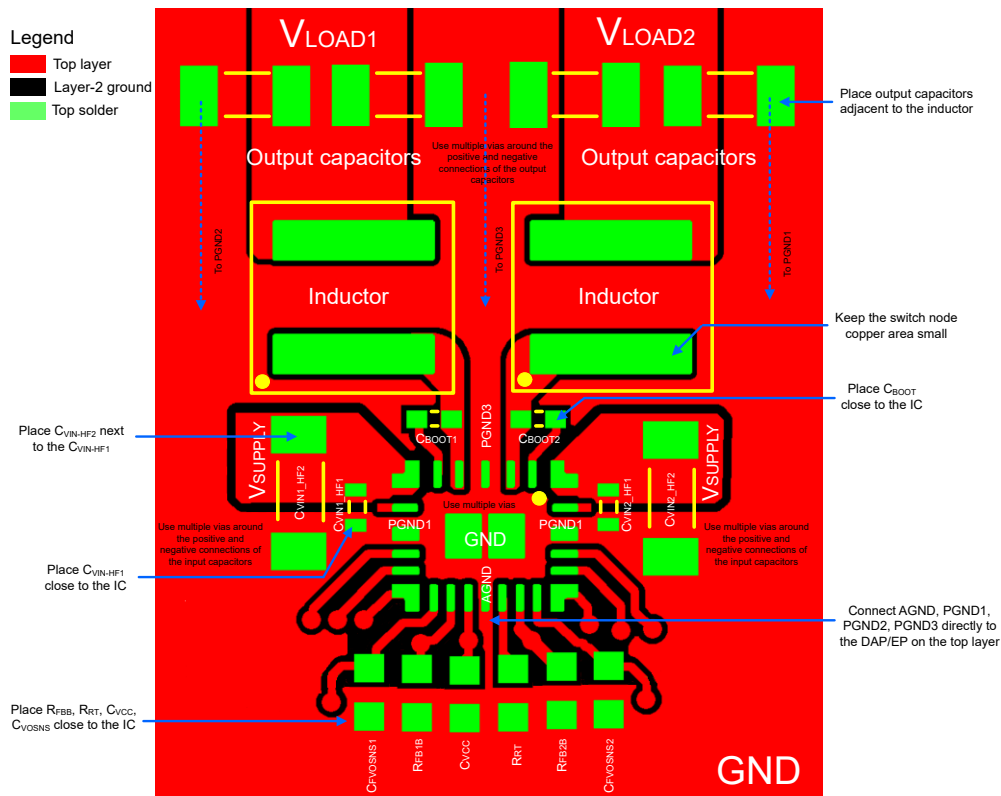 Legend
Top layer
Layer-2 ground
Top solder
VLOAD1
VLOAD2
Place output capacitors
adjacent to the inductor
Output capacitors
Use multiple vias around the
positive and negative
connections of the output
capacitors
Output capacitors
To PGND2
To PGND3
To PGND1
Inductor
Inductor
Keep the switch node
copper area small
Place CBOOT
close to the IC
CBOOT1
PGND3
CBOOT2
Place CVIN-HF2 next
to the CVIN-HF1
VSUPPLY
CVIN1_HF2
CVIN1_HF1
CVIN2_HF1
CVIN2_HF2
VSUPPLY
Use multiple vias
PGND1
PGND1
GND
AGND
Use multiple vias around
the positive and
negative connections of
the input capacitors
Use multiple vias around
the positive and
negative connections of
the input capacitors
Place CVIN-HF1
close to the IC
Connect AGND, PGND1,
PGND2, PGND3 directly to
the DAP/EP on the top layer
Place RFBB, RRT, CVCC,
CVOSNS close to the IC
CFVOSNS1
RFB1B
CVCC
RRT
RFB2B
CFVOSNS2
GND